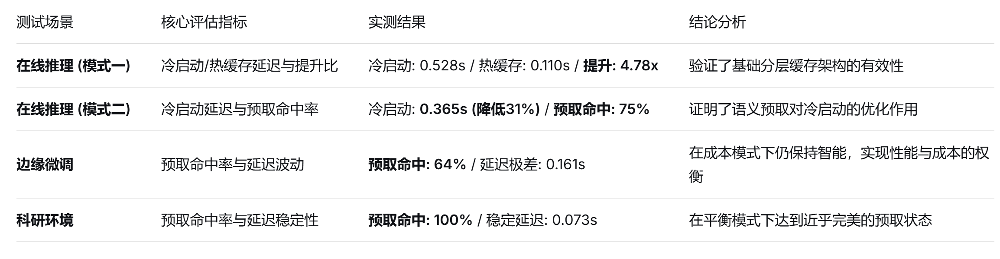 测试场景 核心评估指标 实测结果 结论分析
在线推理 (模式一) 冷启动/热缓存延迟与提升比 冷启动: 0.528s / 热缓存: 0.110s / 提升: 4.78x 验证了基础分层缓存架构的有效性
在线推理 (模式二) 冷启动延迟与预取命中率 冷启动: 0.365s (降低31%) / 预取命中: 75% 证明了语义预取对冷启动的优化作用
边缘微调 预取命中率与延迟波动 预取命中: 64% / 延迟极差: 0.161s 在成本模式下仍保持智能，实现性能与成本的权
衡
科研环境 预取命中率与延迟稳定性 预取命中: 100% / 稳定延迟: 0.073s 在平衡模式下达到近乎完美的预取状态